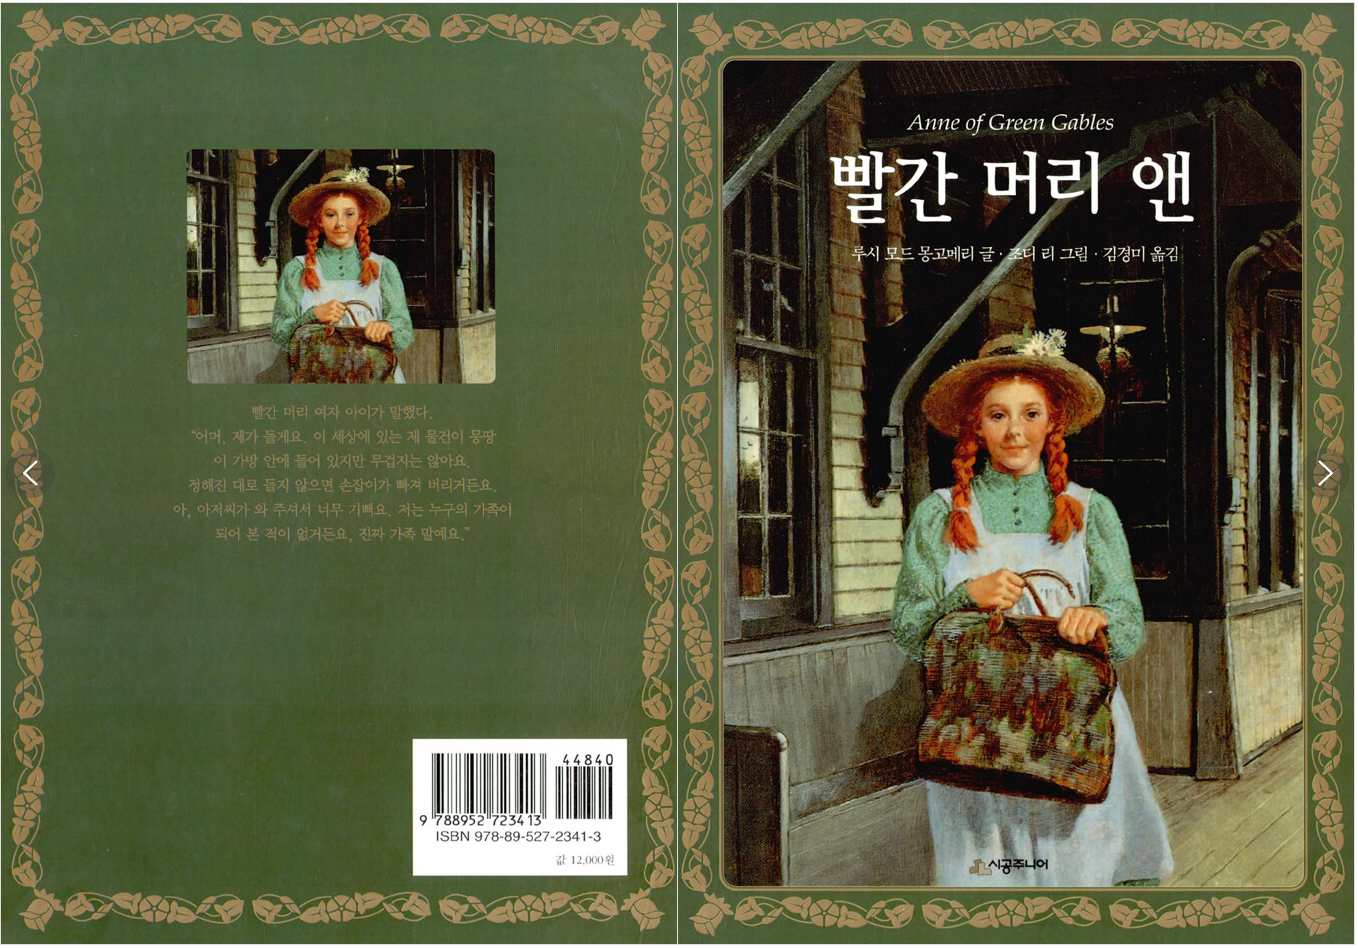 빨간 머리 여자 아이가 말했다.
“어머, 제가 들게요. 이 세상에 있는 제 물건이 몽땅
이 가방 안에 들어 있지만 무겁지는 않아요.
정해진 대로 들지 않으면 손잡이가 빠져 버리거든요.
아, 아저씨가 와 주셔서 너무 기뻐요. 저는 누구의 가족이
되어 본 적이 없거든요, 진짜 가족 말예요.”
44840
9 788952 723413
ISBN 978-89-527-2341-3
값 12,000원
Anne of Green Gables
빨간 머리 앤
루시 모드 몽고메리 글 · 조디 리 그림 · 김경미 옮김
시공주니어